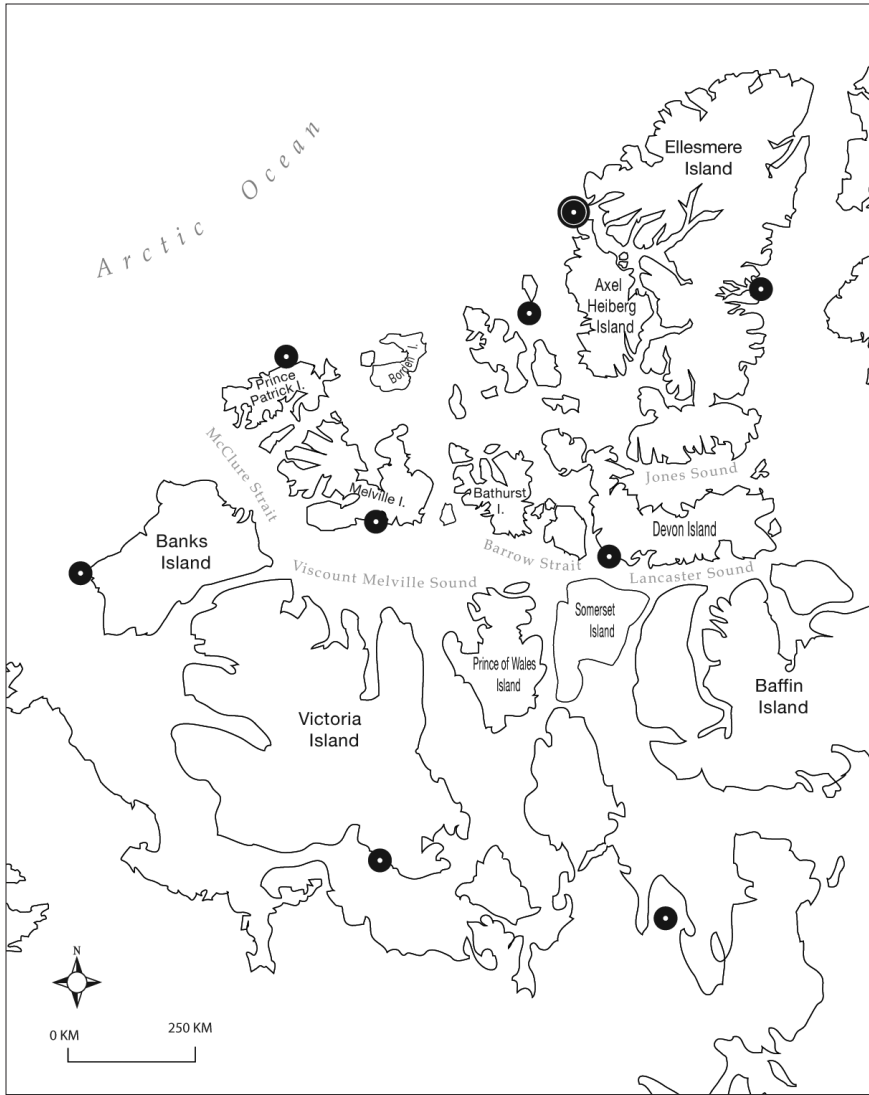 Arctic Ocean
Ellesmere
Island
Axel
Heiberg
Island
Borden I.
Prince
Patrick I.
McClure Strait
Melville I.
Bathurst
I.
Jones Sound
Devon Island
Banks
Island
Barrow Strait
Viscount Melville Sound
Lancaster Sound
Somerset
Island
Prince of Wales
Island
Baffin
Island
Victoria
Island
N
0 KM
250 KM